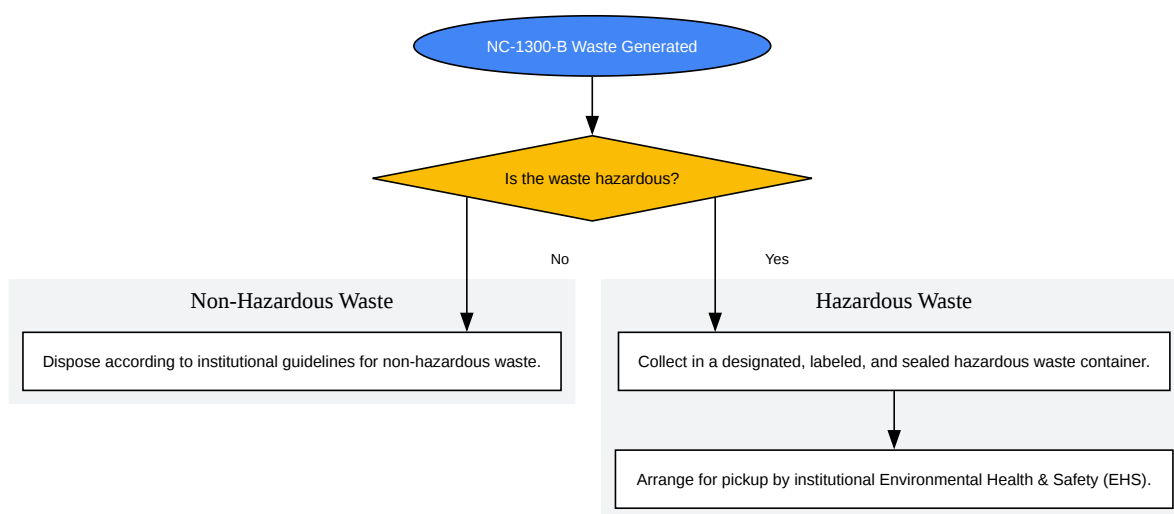 NC-1300-B Waste Generated
Is the waste hazardous?
No
Yes
Non-Hazardous Waste
Hazardous Waste
Dispose according to institutional guidelines for non-hazardous waste.
Collect in a designated, labeled, and sealed hazardous waste container.
Arrange for pickup by institutional Environmental Health & Safety (EHS).